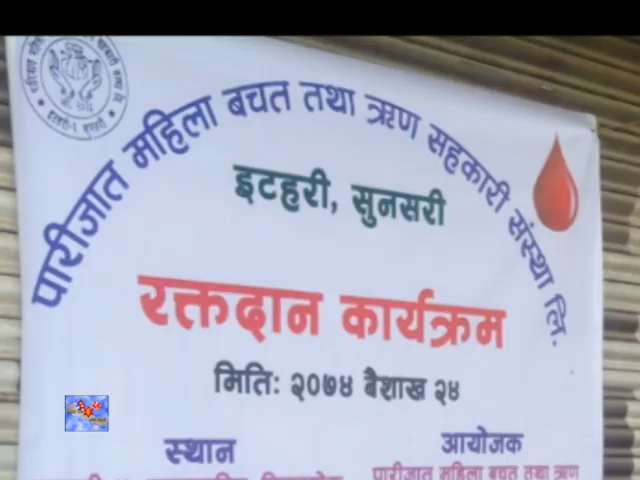 पारीजात महिला बचत तथा ऋण सहकारी संस्था लि.
इटहरी, सुनसरी
रक्तदान कार्यक्रम
मितिः २०७४ बैशाख २४
स्थान
आयोजक
पारीजात महिला बचत तथा ऋण